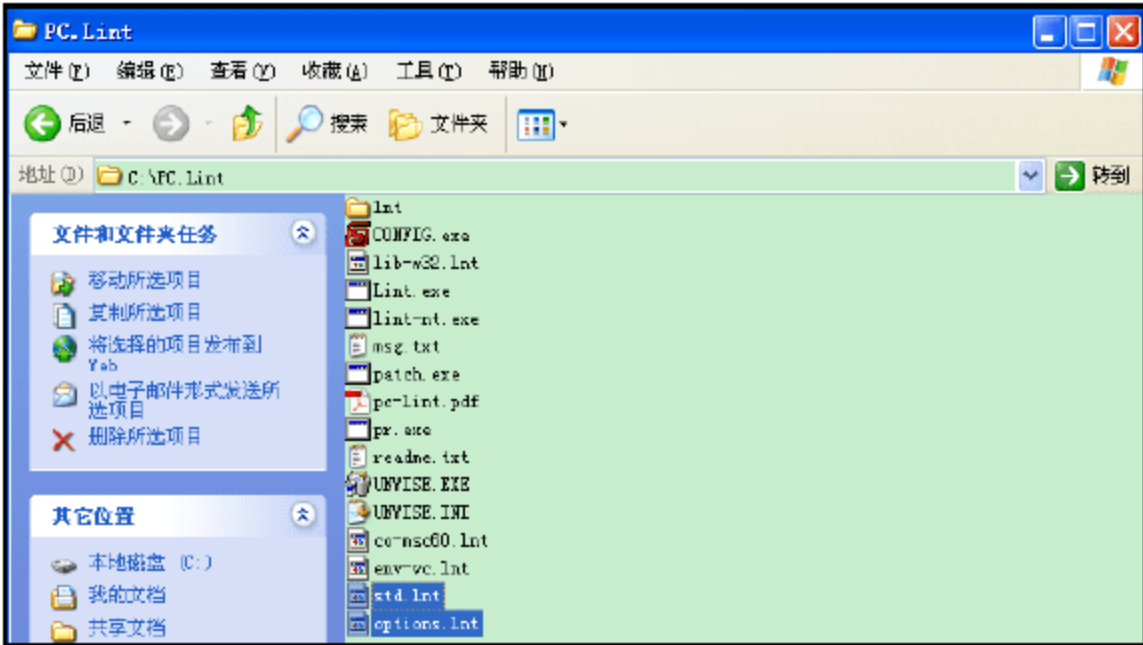 PC.Lint
文件(F) 编辑(E) 查看(V) 收藏(A) 工具(T) 帮助(H)
后退 搜索 文件夹
地址(D) C:\PC.Lint 转到
文件和文件夹任务
移动所选项目
复制所选项目
将选择的项目发布到
Web
以电子邮件形式发送所
选项目
删除所选项目
其它位置
本地磁盘 (C:)
我的文档
共享文档
lnt
CONFIG.exe
lib-w32.lnt
Lint.exe
lint-nt.exe
msg.txt
patch.exe
pc-lint.pdf
pr.exe
readme.txt
UNWISE.EXE
UNWISE.INI
co-msc60.lnt
env-vc.lnt
std.lnt
options.lnt